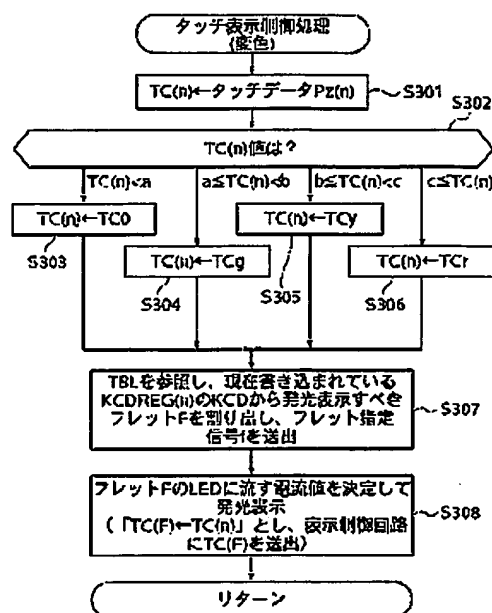 タッチ表示制御処理
(変色)
TC(n)←タッチデータPz(n)
S301
S302
TC(n)値は？
TC(n)<a
a≦TC(n)<b
b≦TC(n)<c
c≦TC(n)
TC(n)←TC0
TC(n)←TCy
S303
TC(n)←TCg
S305
TC(n)←TCr
S304
S306
TBLを参照し、現在書き込まれている
KCDREG(n)のKCDから発光表示すべき
フレットFを割り出し、フレット指定
信号fを送出
S307
フレットFのLEDに流す電流値を決定して
発光表示
（「TC(F)←TC(n)」とし、表示制御回路
にTC(F)を送出）
S308
リターン